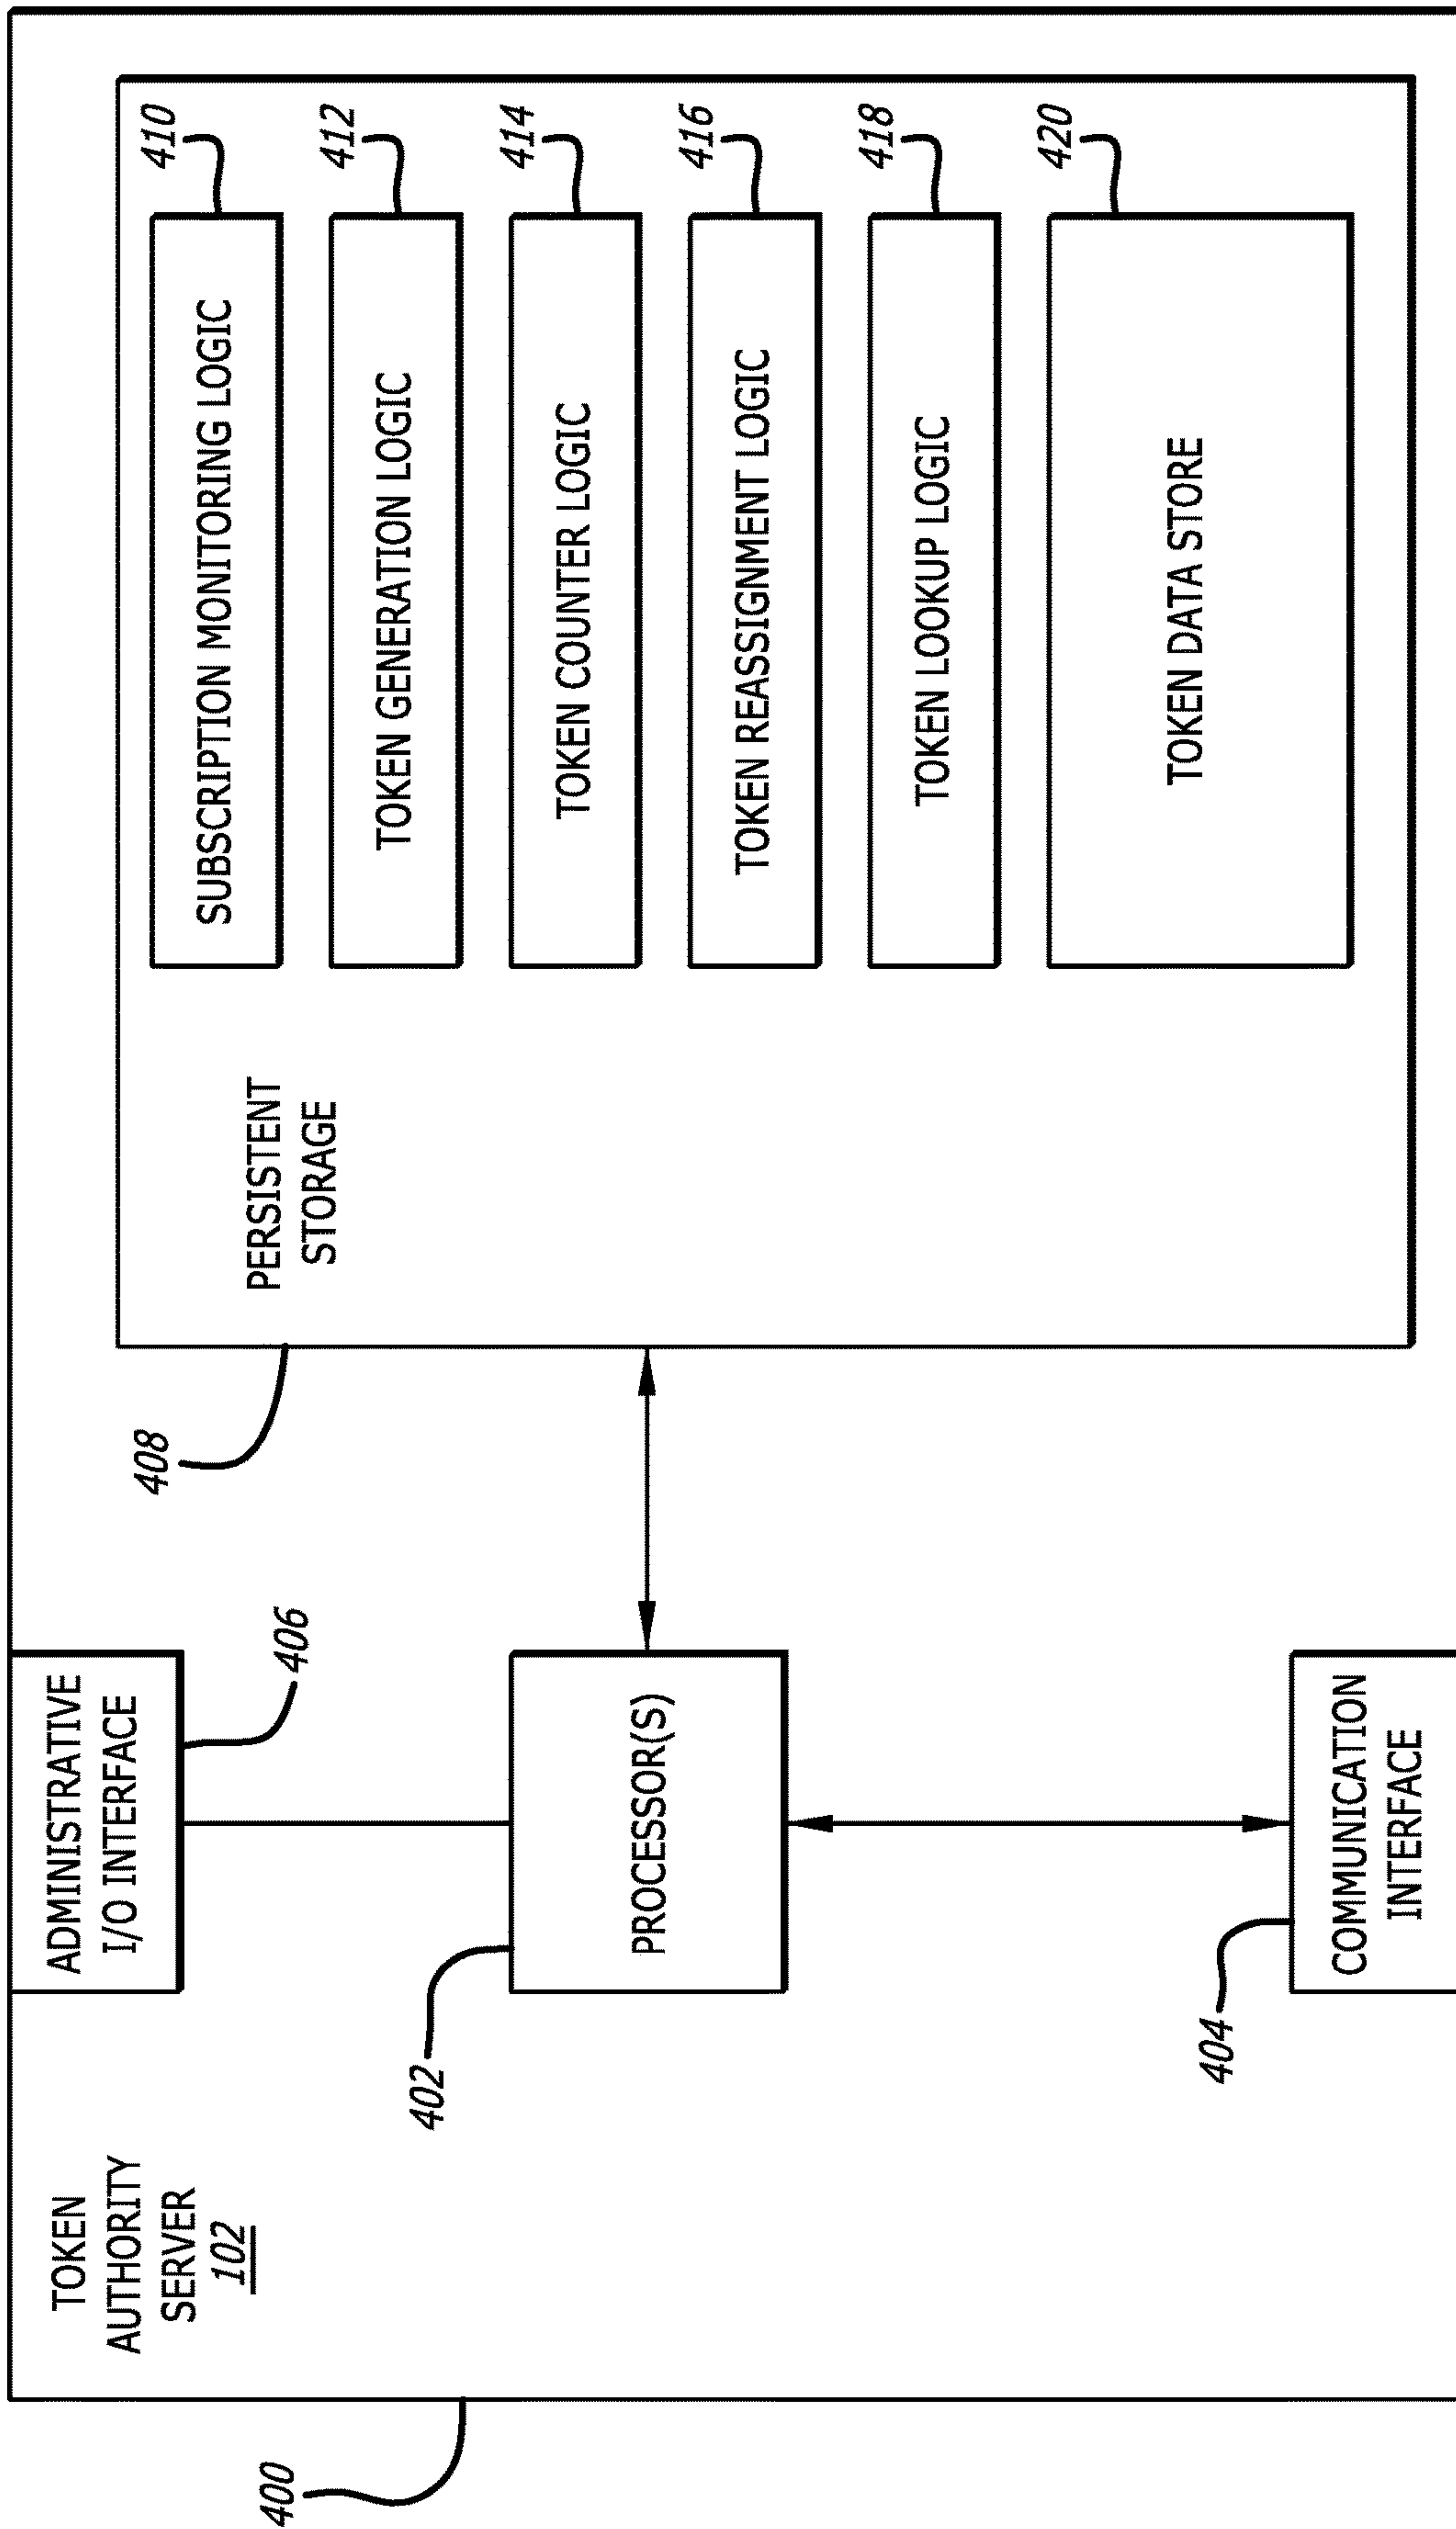 TOKEN
AUTHORITY
SERVER
102
400
ADMINISTRATIVE
I/O INTERFACE
406
402
PROCESSOR(S)
404
COMMUNICATION
INTERFACE
408
PERSISTENT
STORAGE
410
SUBSCRIPTION MONITORING LOGIC
412
TOKEN GENERATION LOGIC
414
TOKEN COUNTER LOGIC
416
TOKEN REASSIGNMENT LOGIC
418
TOKEN LOOKUP LOGIC
420
TOKEN DATA STORE